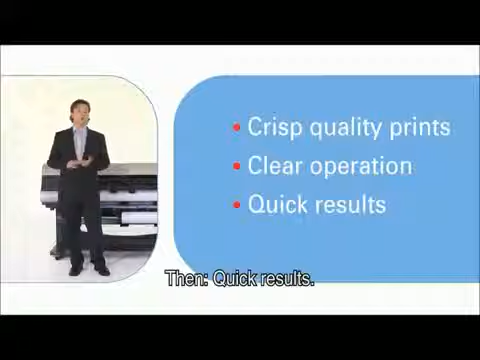 • Crisp quality prints
• Clear operation
• Quick results
Then: Quick results.